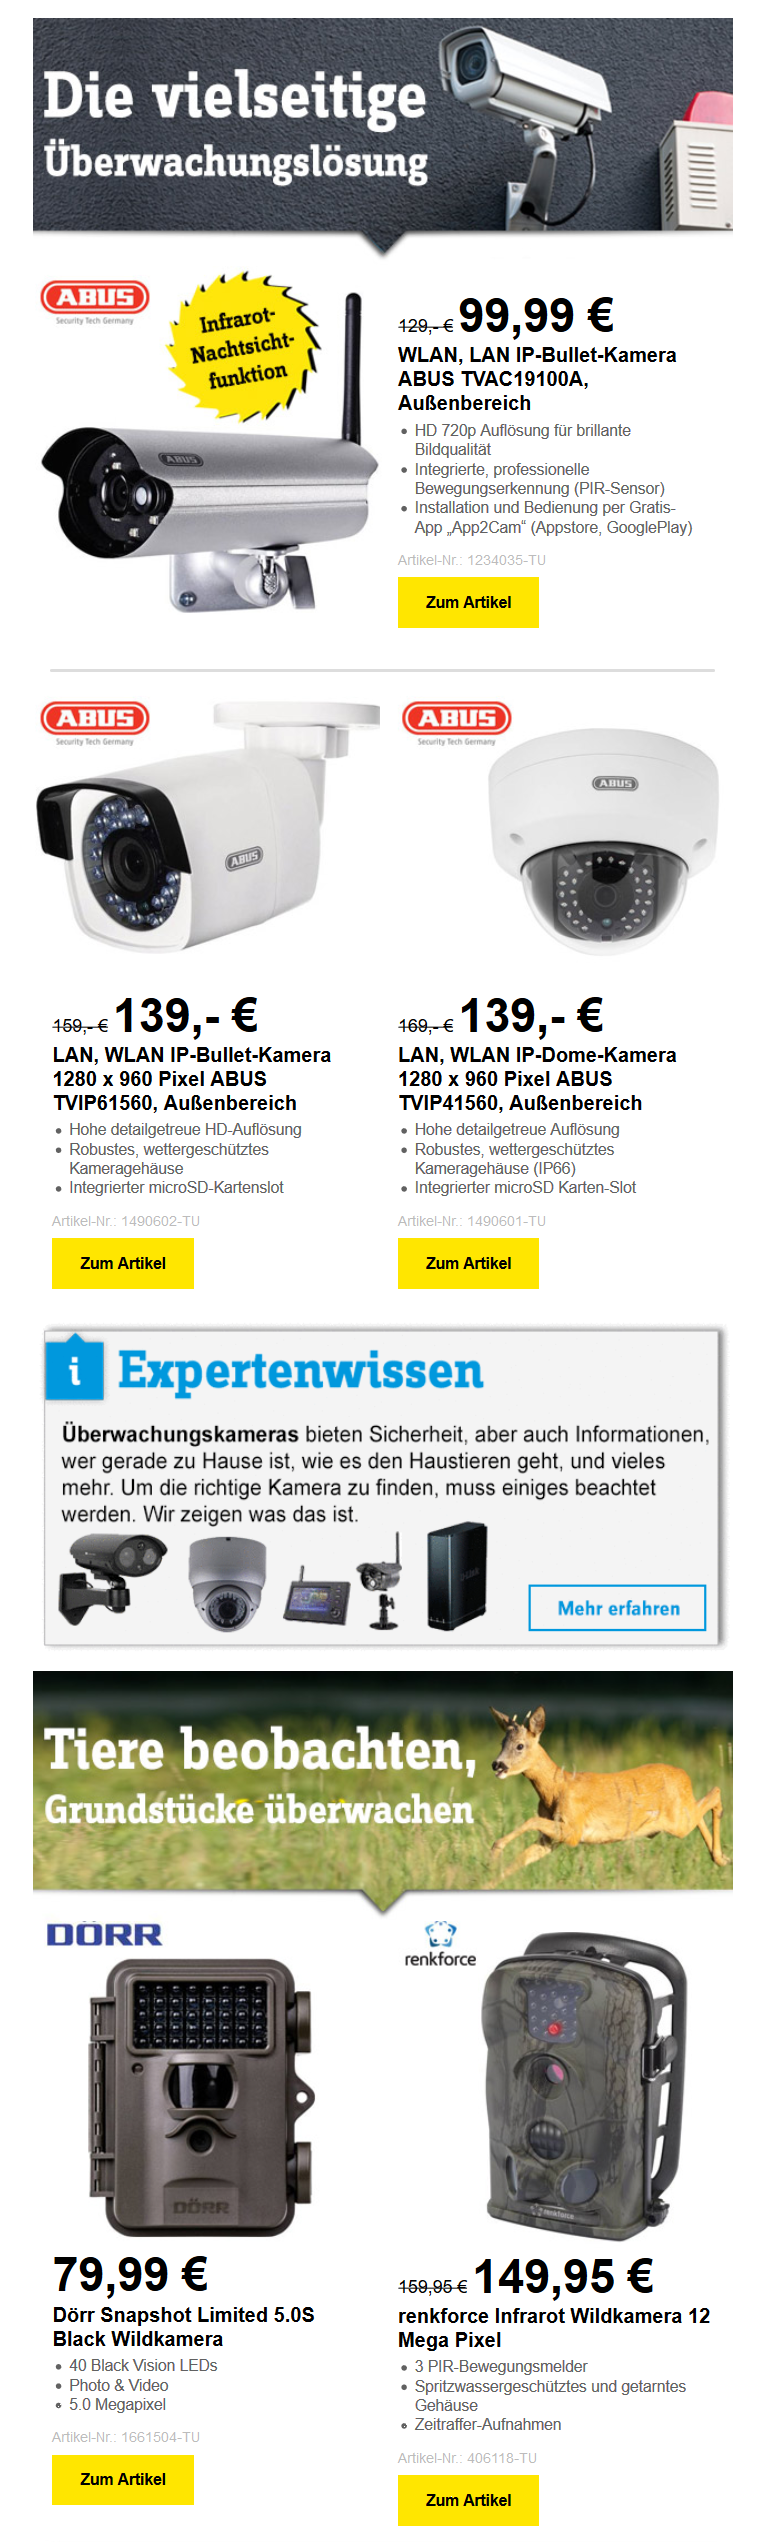 Die vielseitige
Überwachungslösung
ABUS
Security Tech Germany
Infrarot-
Nachtsicht-
funktion
ABUS
129,- € 99,99 €
WLAN, LAN IP-Bullet-Kamera
ABUS TVAC19100A,
Außenbereich
• HD 720p Auflösung für brillante
Bildqualität
• Integrierte, professionelle
Bewegungserkennung (PIR-Sensor)
• Installation und Bedienung per Gratis-
App „App2Cam“ (Appstore, GooglePlay)
Artikel-Nr.: 1234035-TU
Zum Artikel
ABUS
Security Tech Germany
ABUS
159,- € 139,- €
LAN, WLAN IP-Bullet-Kamera
1280 x 960 Pixel ABUS
TVIP61560, Außenbereich
• Hohe detailgetreue HD-Auflösung
• Robustes, wettergeschütztes
Kameragehäuse
• Integrierter microSD-Kartenslot
Artikel-Nr.: 1490602-TU
Zum Artikel
ABUS
Security Tech Germany
ABUS
169,- € 139,- €
LAN, WLAN IP-Dome-Kamera
1280 x 960 Pixel ABUS
TVIP41560, Außenbereich
• Hohe detailgetreue Auflösung
• Robustes, wettergeschütztes
Kameragehäuse (IP66)
• Integrierter microSD Karten-Slot
Artikel-Nr.: 1490601-TU
Zum Artikel
i Expertenwissen
Überwachungskameras bieten Sicherheit, aber auch Informationen,
wer gerade zu Hause ist, wie es den Haustieren geht, und vieles
mehr. Um die richtige Kamera zu finden, muss einiges beachtet
werden. Wir zeigen was das ist.
D-Link
Mehr erfahren
Tiere beobachten,
Grundstücke überwachen
DÖRR
DÖRR
79,99 €
Dörr Snapshot Limited 5.0S
Black Wildkamera
• 40 Black Vision LEDs
• Photo & Video
• 5.0 Megapixel
Artikel-Nr.: 1661504-TU
Zum Artikel
renkforce
renkforce
159,95 € 149,95 €
renkforce Infrarot Wildkamera 12
Mega Pixel
• 3 PIR-Bewegungsmelder
• Spritzwassergeschütztes und getarntes
Gehäuse
• Zeitraffer-Aufnahmen
Artikel-Nr.: 406118-TU
Zum Artikel